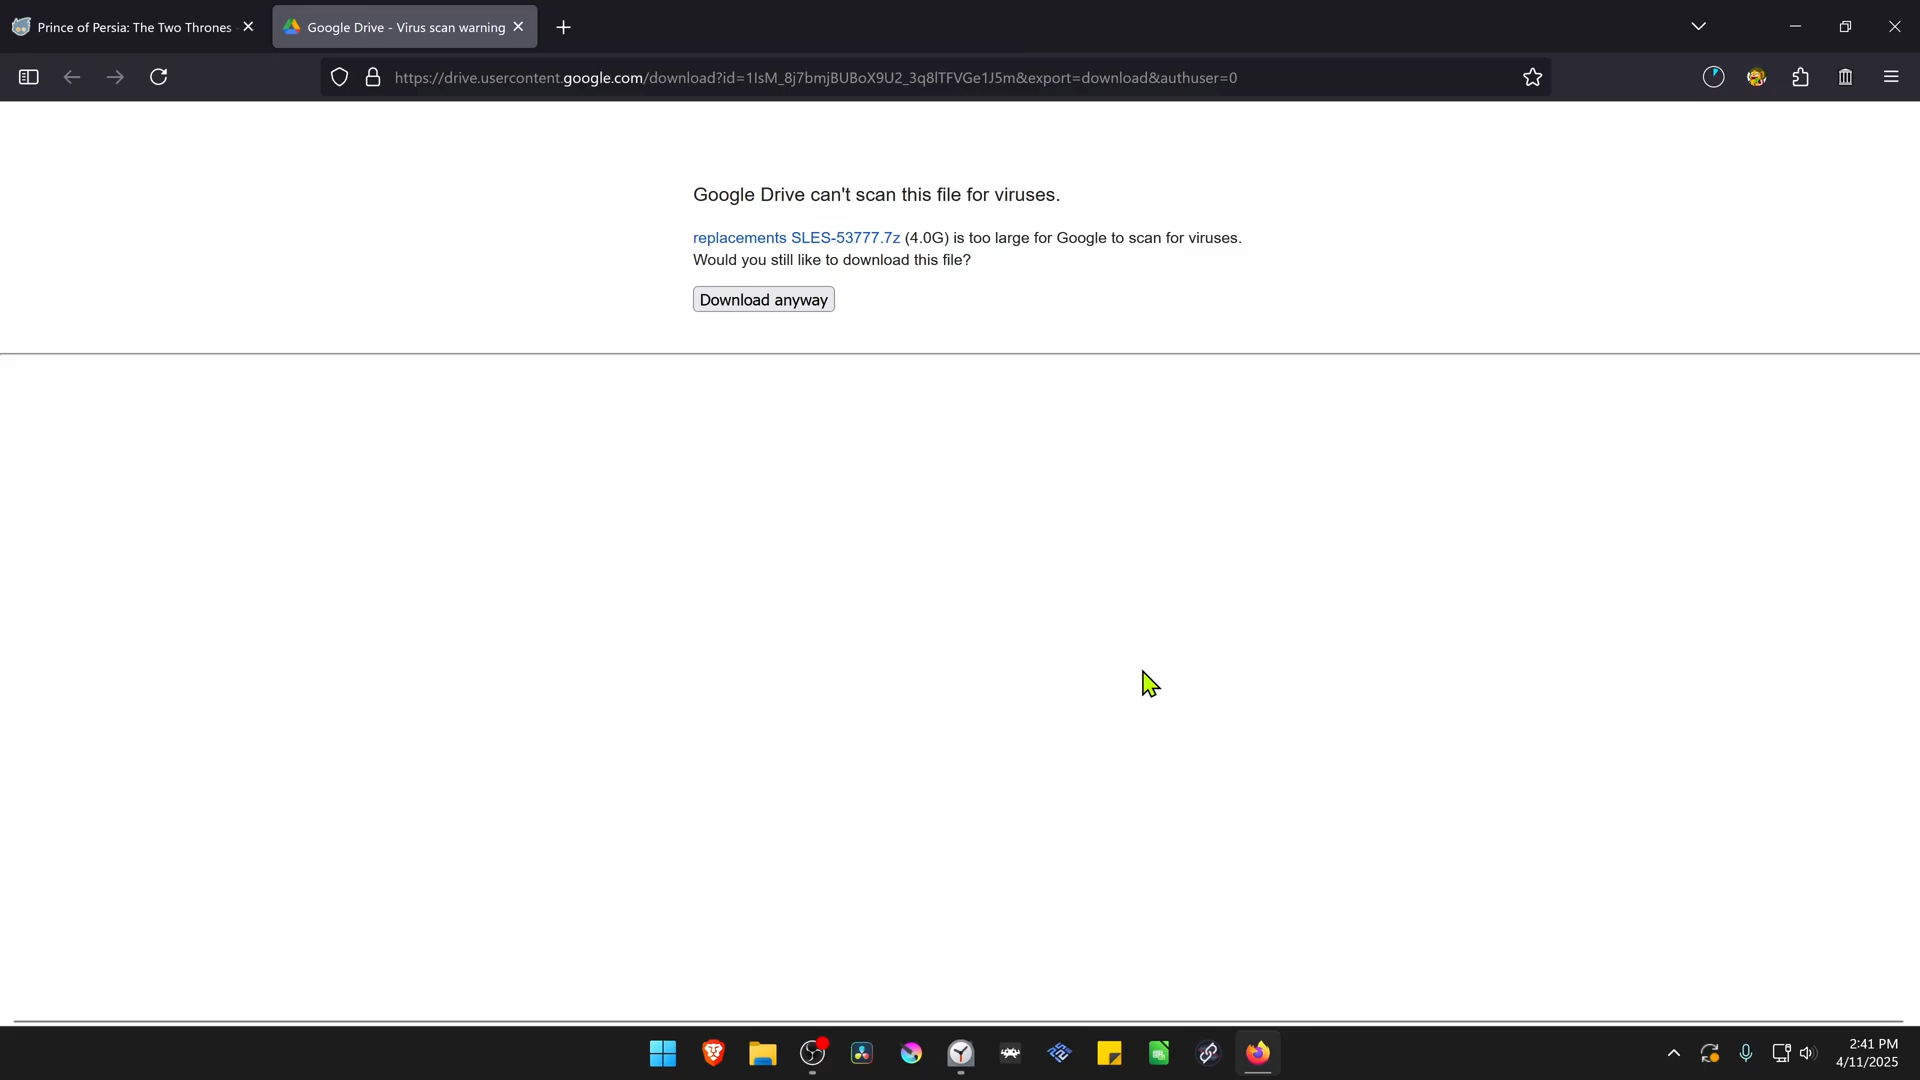 Prince of Persia: The Two Thrones
Google Drive - Virus scan warning
https://drive.usercontent.google.com/download?id=1IsM_8j7bmjBUBoX9U2_3q8lTFVGe1J5m&export=download&authuser=0
Google Drive can't scan this file for viruses.
replacements SLES-53777.7z (4.0G) is too large for Google to scan for viruses.
Would you still like to download this file?
Download anyway
2:41 PM
4/11/2025